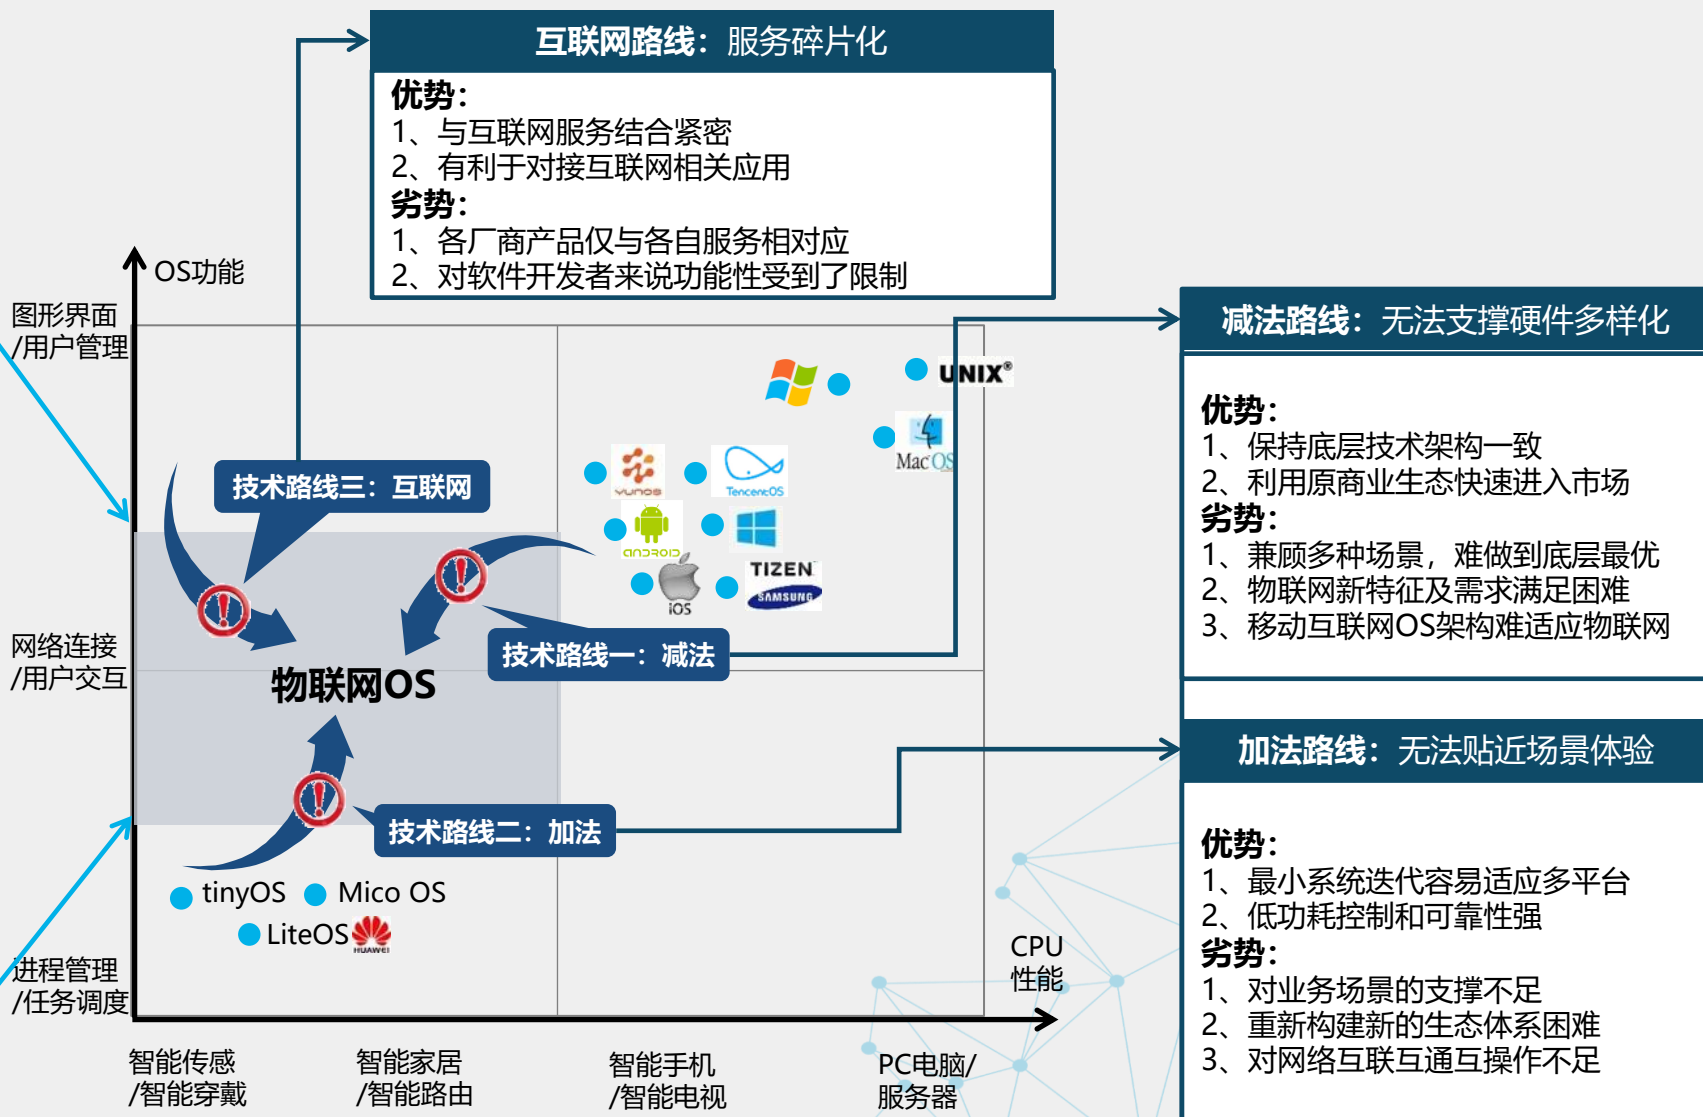 互联网路线：服务碎片化
优势：
1、与互联网服务结合紧密
2、有利于对接互联网相关应用
劣势：
1、各厂商产品仅与各自服务相对应
2、对软件开发者来说功能性受到了限制
OS功能
图形界面
/用户管理
网络连接
/用户交互
进程管理
/任务调度
UNIX®
Mac OS
YUNOS
TencentOS
ANDROID
iOS
TIZEN
SAMSUNG
技术路线三：互联网
技术路线一：减法
物联网OS
技术路线二：加法
tinyOS
Mico OS
LiteOS
HUAWEI
CPU
性能
智能传感
/智能穿戴
智能家居
/智能路由
智能手机
/智能电视
PC电脑/
服务器
减法路线：无法支撑硬件多样化
优势：
1、保持底层技术架构一致
2、利用原商业生态快速进入市场
劣势：
1、兼顾多种场景，难做到底层最优
2、物联网新特征及需求满足困难
3、移动互联网OS架构难适应物联网
加法路线：无法贴近场景体验
优势：
1、最小系统迭代容易适应多平台
2、低功耗控制和可靠性强
劣势：
1、对业务场景的支撑不足
2、重新构建新的生态体系困难
3、对网络互联互通互操作不足